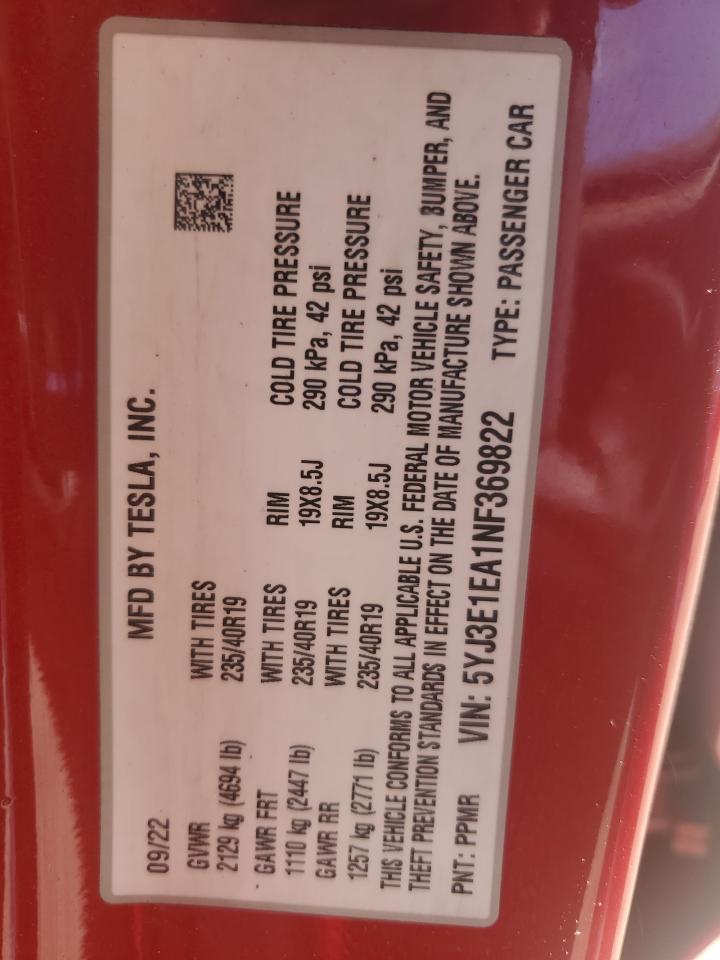 09/22 MFD BY TESLA, INC.
GVWR WITH TIRES
2129 kg (4694 lb) 235/40R19
GAWR FRT WITH TIRES RIM COLD TIRE PRESSURE
1110 kg (2447 lb) 235/40R19 19X8.5J 290 kPa, 42 psi
GAWR RR WITH TIRES RIM COLD TIRE PRESSURE
1257 kg (2771 lb) 235/40R19 19X8.5J 290 kPa, 42 psi
THIS VEHICLE CONFORMS TO ALL APPLICABLE U.S. FEDERAL MOTOR VEHICLE SAFETY, BUMPER, AND
THEFT PREVENTION STANDARDS IN EFFECT ON THE DATE OF MANUFACTURE SHOWN ABOVE.
PNT: PPMR VIN: 5YJ3E1EA1NF369822 TYPE: PASSENGER CAR